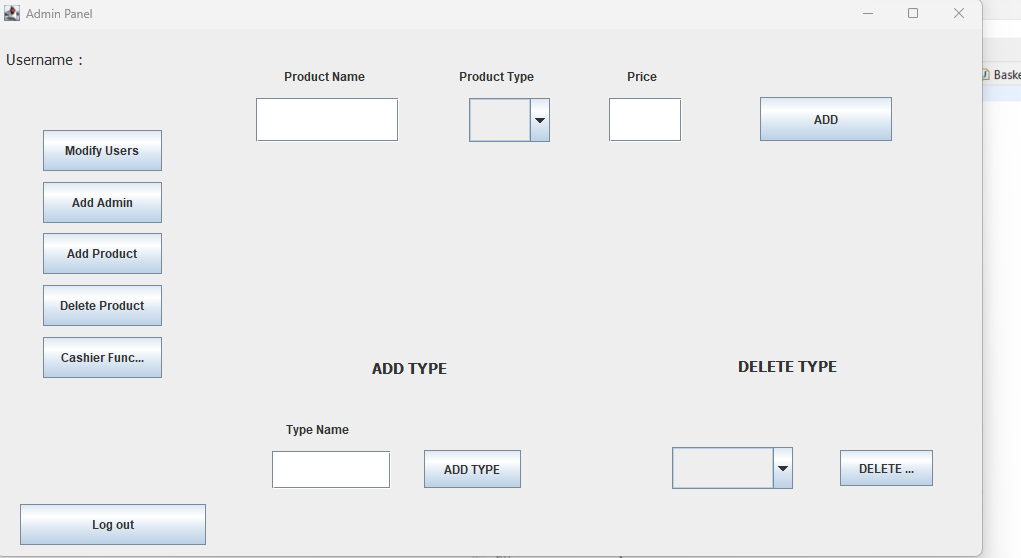 Admin Panel
Username :
Product Name
Product Type
Price
ADD
Modify Users
Add Admin
Add Product
Delete Product
Cashier Func...
ADD TYPE
DELETE TYPE
Type Name
ADD TYPE
DELETE ...
Log out